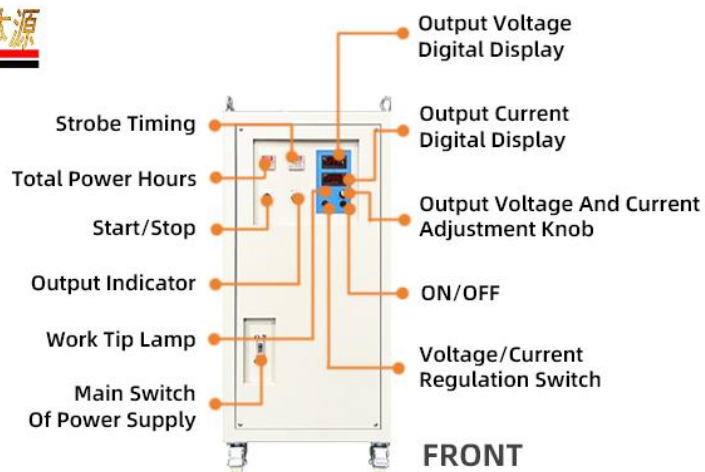 源
Output Voltage
Digital Display
Strobe Timing
Output Current
Digital Display
Total Power Hours
Output Voltage And Current
Adjustment Knob
Start/Stop
Output Indicator
ON/OFF
Work Tip Lamp
Voltage/Current
Regulation Switch
Main Switch
Of Power Supply
FRONT